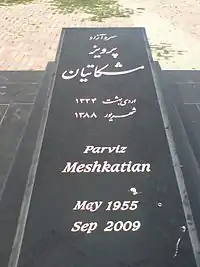 پرویز
مشکاتیان
اردیبهشت ۱۳۳۴
شهریور ۱۳۸۸
Parviz
Meshkatian
May 1955
Sep 2009